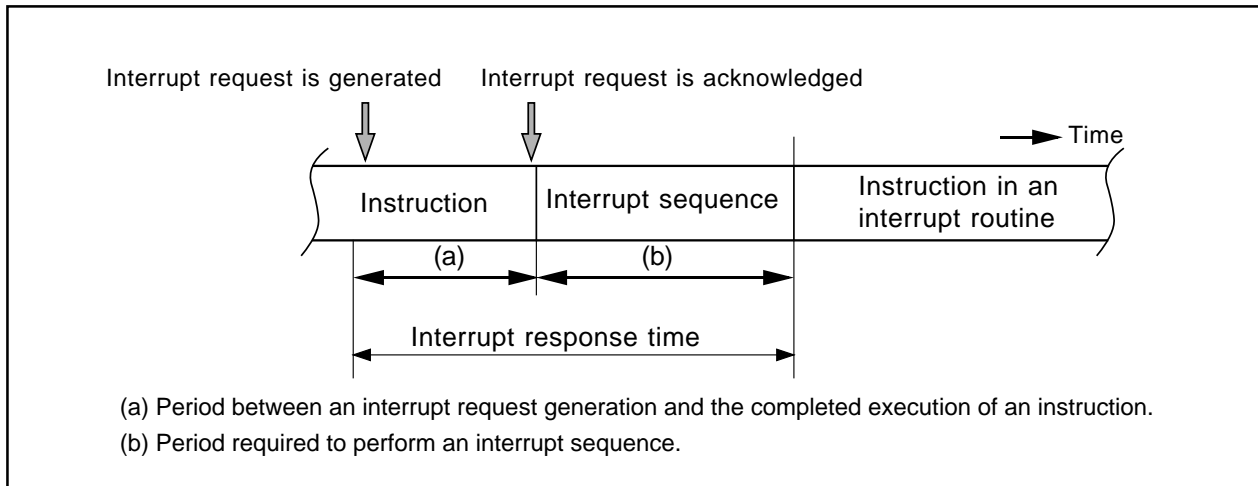 Interrupt request is generated
Interrupt request is acknowledged
Time
Instruction
Interrupt sequence
Instruction in an
interrupt routine
(a)
(b)
Interrupt response time
(a) Period between an interrupt request generation and the completed execution of an instruction.
(b) Period required to perform an interrupt sequence.